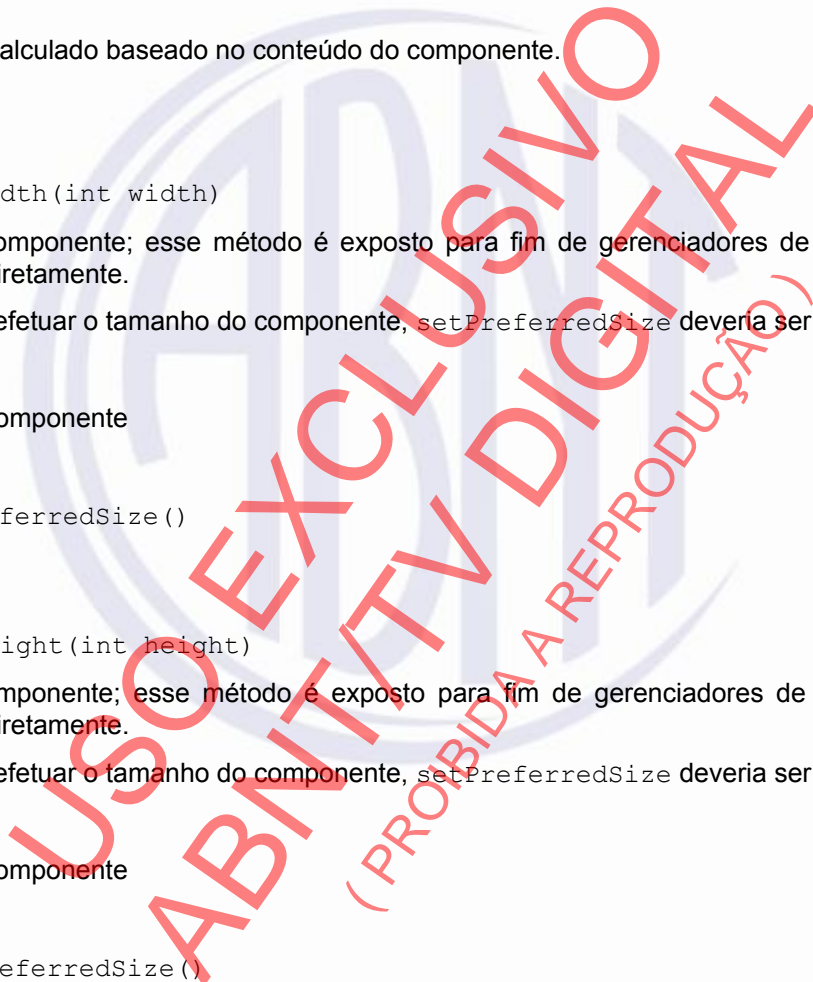 alculado baseado no conteúdo do componente.
dth(int width)
omponente; esse método é exposto para fim de gerenciadores de
iretamente.
efetuar o tamanho do componente, setPreferredSize deveria ser
omponente
ferredSize()
ight(int height)
mponente; esse método é exposto para fim de gerenciadores de
iretamente.
efetuar o tamanho do componente, setPreferredSize deveria ser
omponente
eferredSize()
USO EXCLUSIVO
ABNT/TV DIGITAL
( PROIBIDA A REPRODUÇÃO )
ABNT